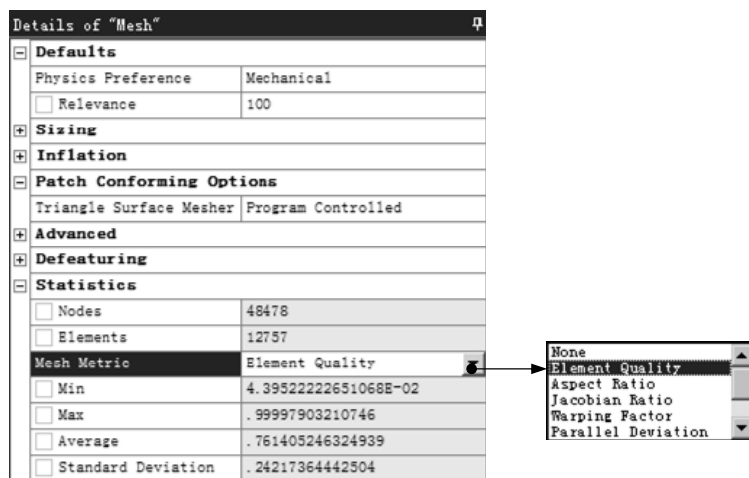 Details of "Mesh"
Defaults
Physics Preference Mechanical
Relevance 100
Sizing
Inflation
Patch Conforming Options
Triangle Surface Mesher Program Controlled
Advanced
Defeaturing
Statistics
Nodes 48478
Elements 12757
Mesh Metric Element Quality
Min 4.39522222651068E-02
Max .99997903210746
Average .761405246324939
Standard Deviation .24217364442504
None
Element Quality
Aspect Ratio
Jacobian Ratio
Warping Factor
Parallel Deviation